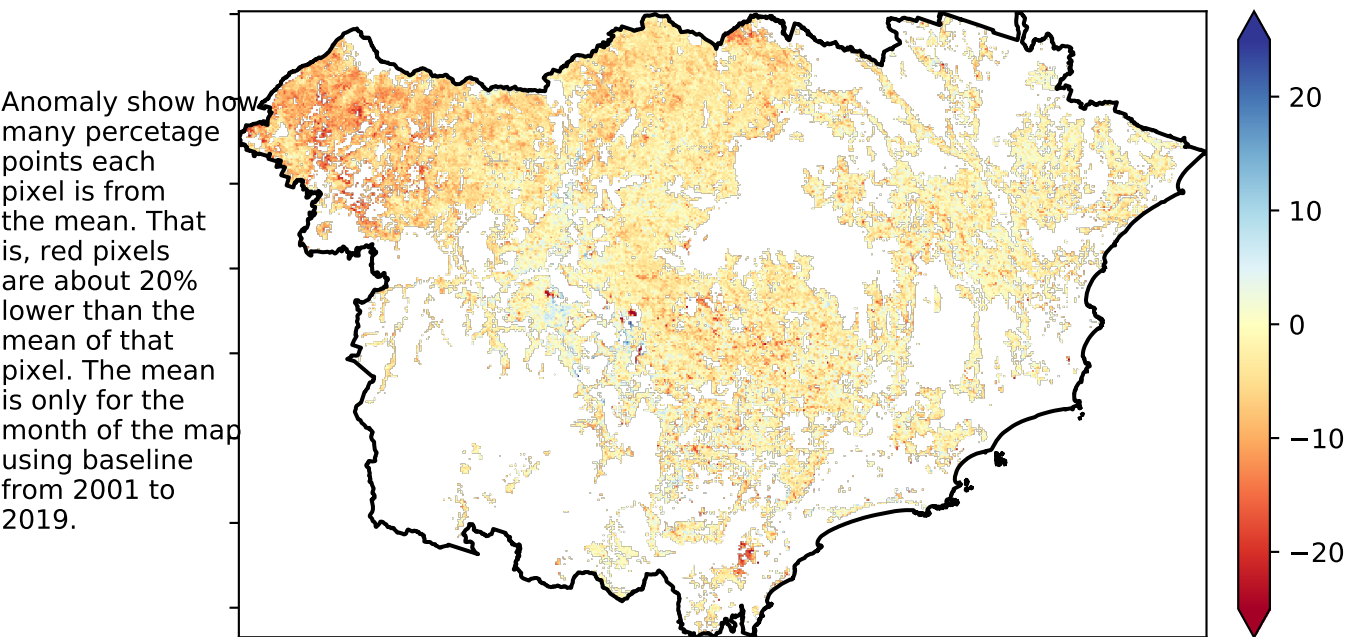 Anomaly show how
many percetage
points each
pixel is from
the mean. That
is, red pixels
are about 20%
lower than the
mean of that
pixel. The mean
is only for the
month of the map
using baseline
from 2001 to
2019.
20
10
0
−10
−20